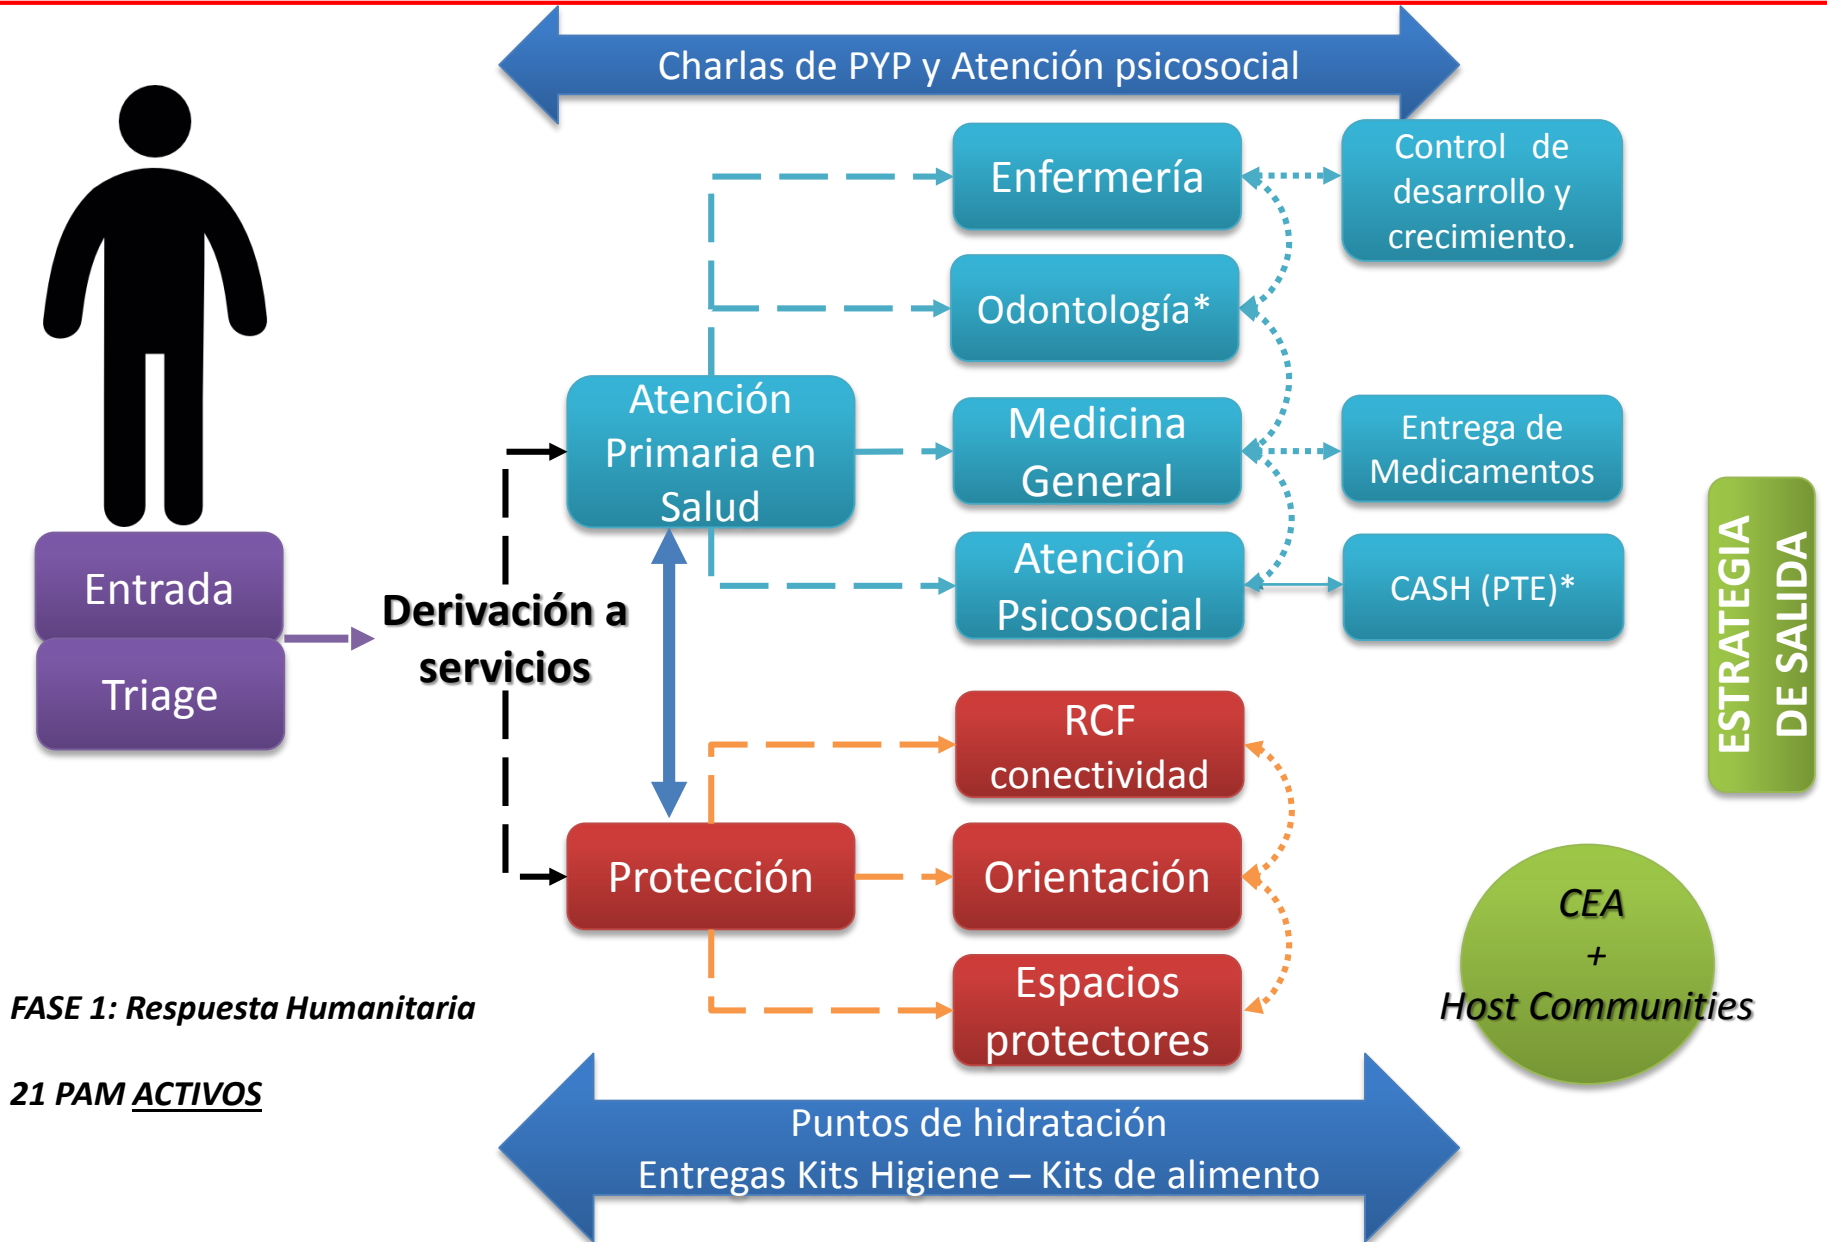 Charlas de PYP y Atención psicosocial
Enfermería
Control de
desarrollo y
crecimiento.
Odontología*
Atención
Primaria en
Salud
Medicina
General
Entrega de
Medicamentos
Atención
Psicosocial
CASH (PTE)*
Entrada
Triage
Derivación a
servicios
RCF
conectividad
Protección
Orientación
Espacios
protectores
ESTRATEGIA
DE SALIDA
CEA
+
Host Communities
FASE 1: Respuesta Humanitaria
21 PAM ACTIVOS
Puntos de hidratación
Entregas Kits Higiene – Kits de alimento